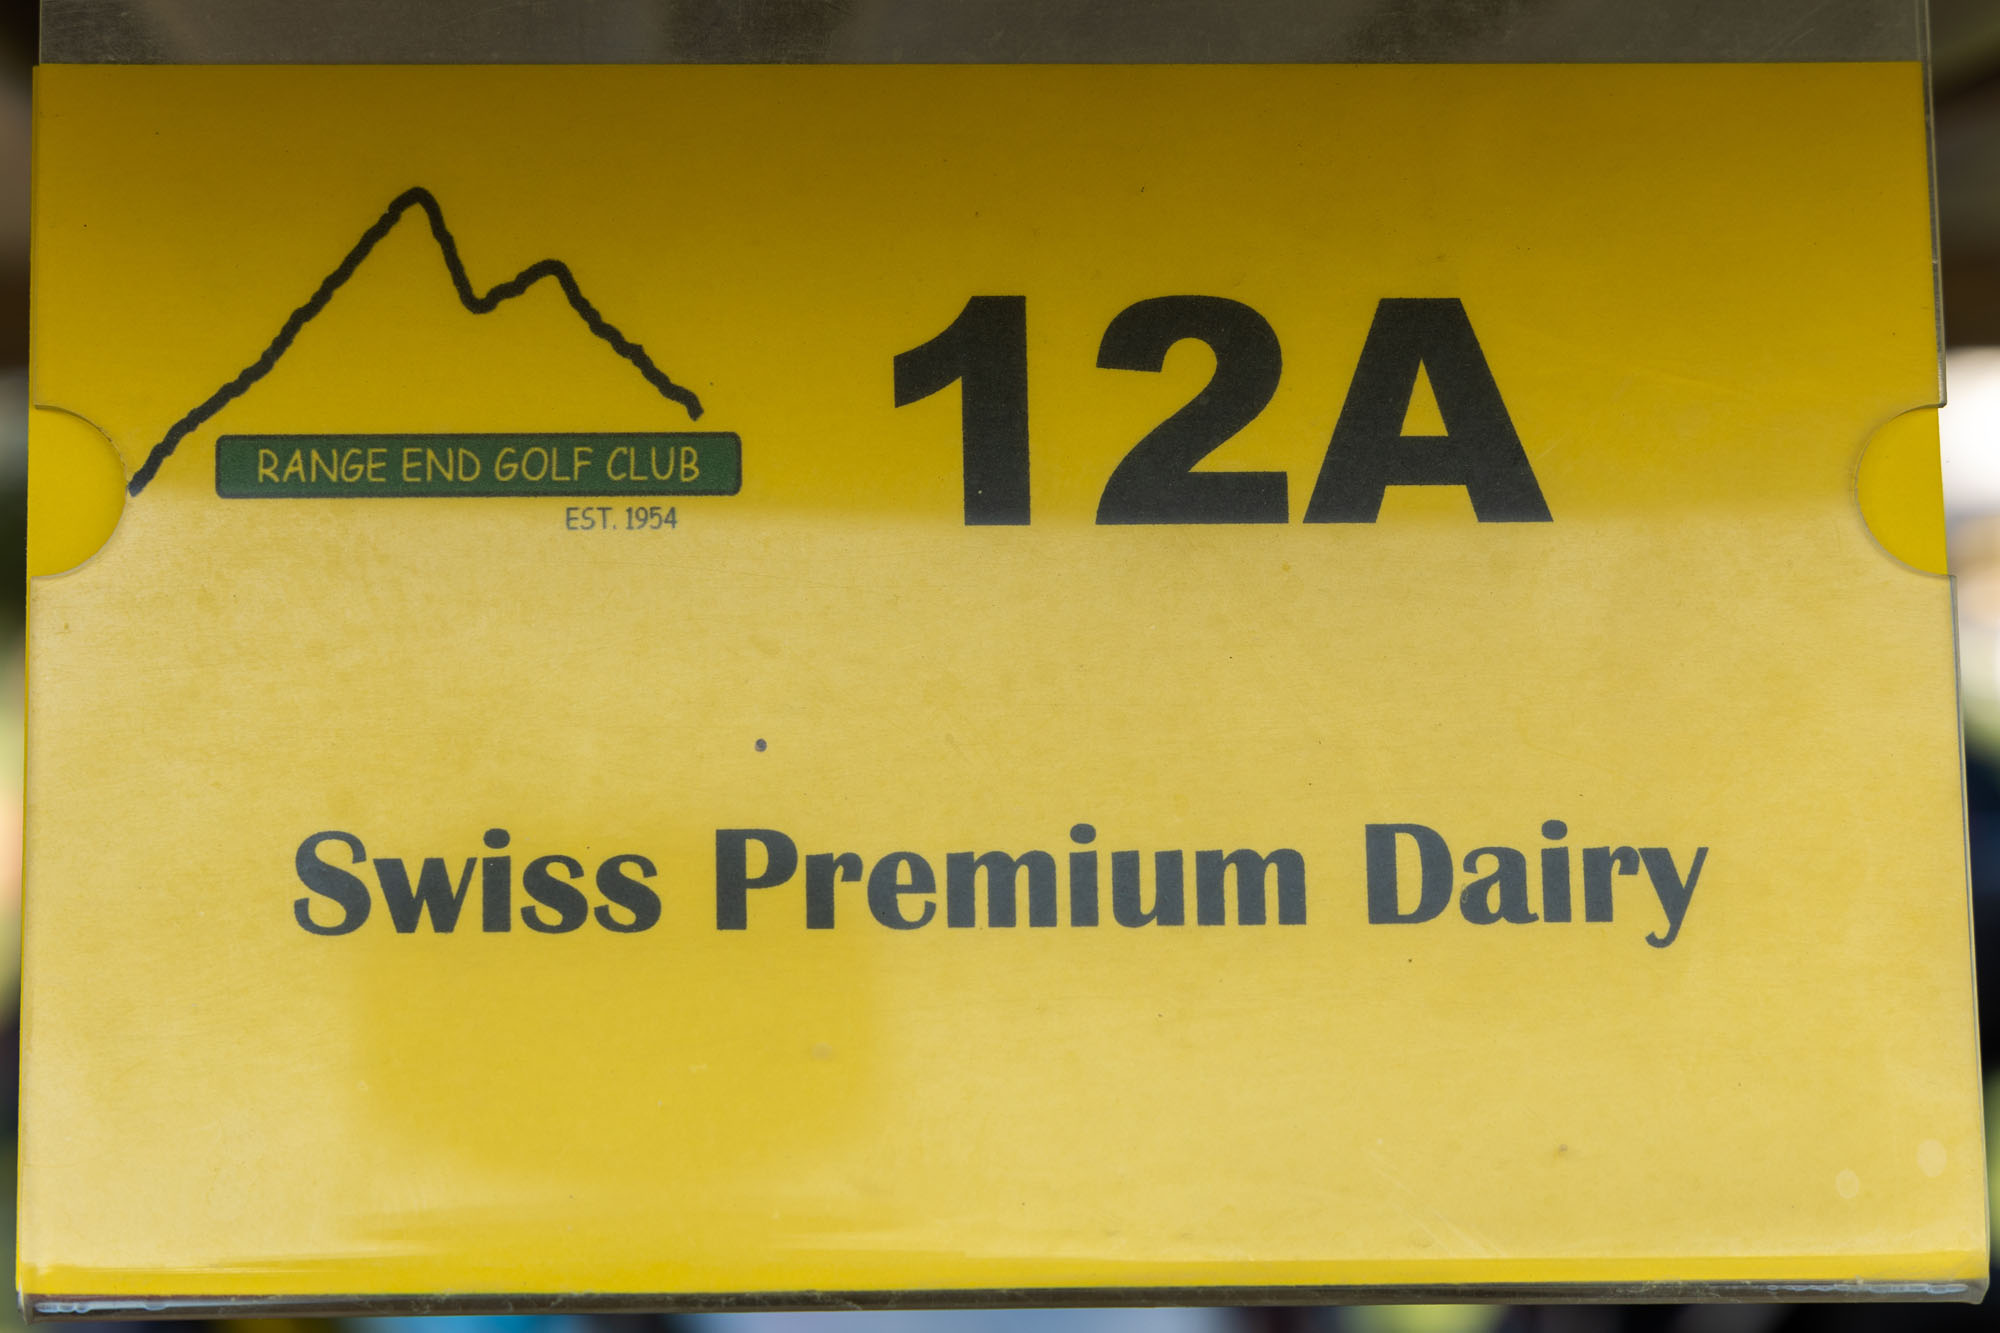 RANGE END GOLF CLUB
EST. 1954
12A
Swiss Premium Dairy